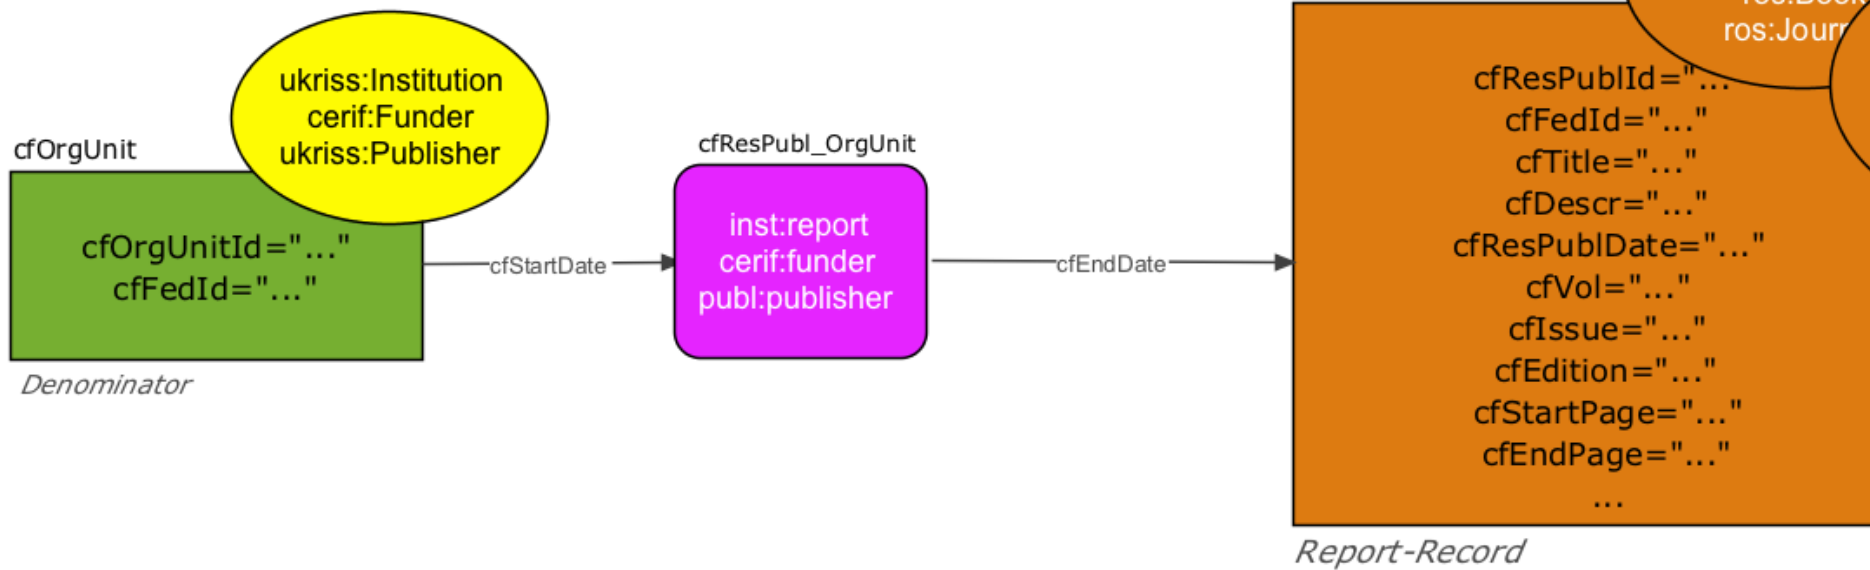 cfOrgUnit
ukriss:Institution
cerif:Funder
ukriss:Publisher
cfOrgUnitId="..."
cfFedId="..."
Denominator
cfStartDate
cfResPubl_OrgUnit
inst:report
cerif:funder
publ:publisher
cfEndDate
cfResPublId="...
cfFedId="..."
cfTitle="..."
cfDescr="..."
cfResPublDate="..."
cfVol="..."
cfIssue="..."
cfEdition="..."
cfStartPage="..."
cfEndPage="..."
...
Report-Record